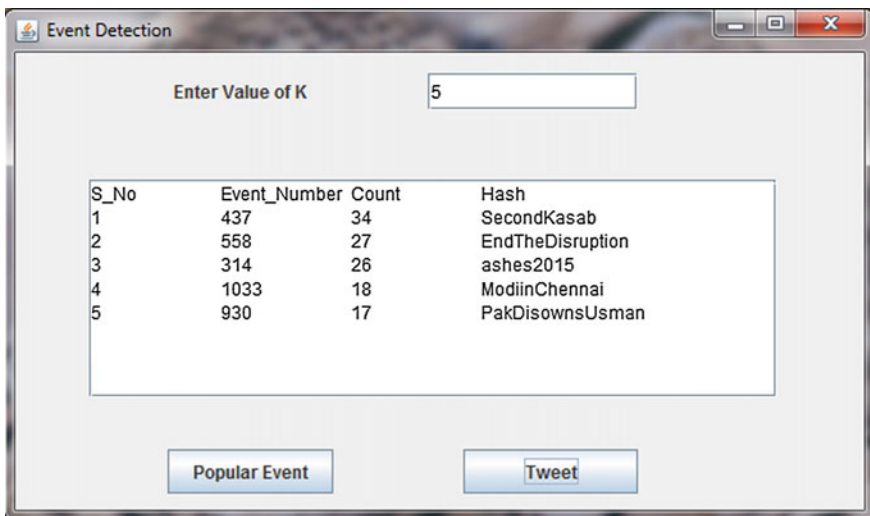 Event Detection
Enter Value of K 5
S_No Event_Number Count Hash
1 437 34 SecondKasab
2 558 27 EndTheDisruption
3 314 26 ashes2015
4 1033 18 ModiinChennai
5 930 17 PakDisownsUsman
Popular Event Tweet